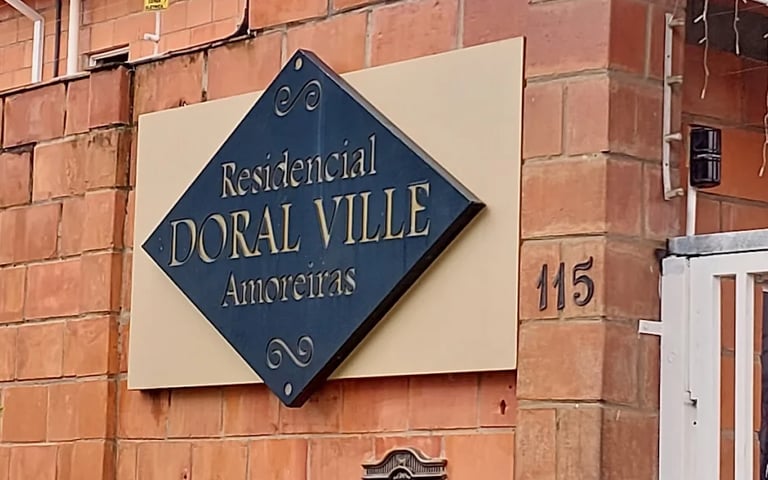 Residencial
DORAL VILLE
Amoreiras
115